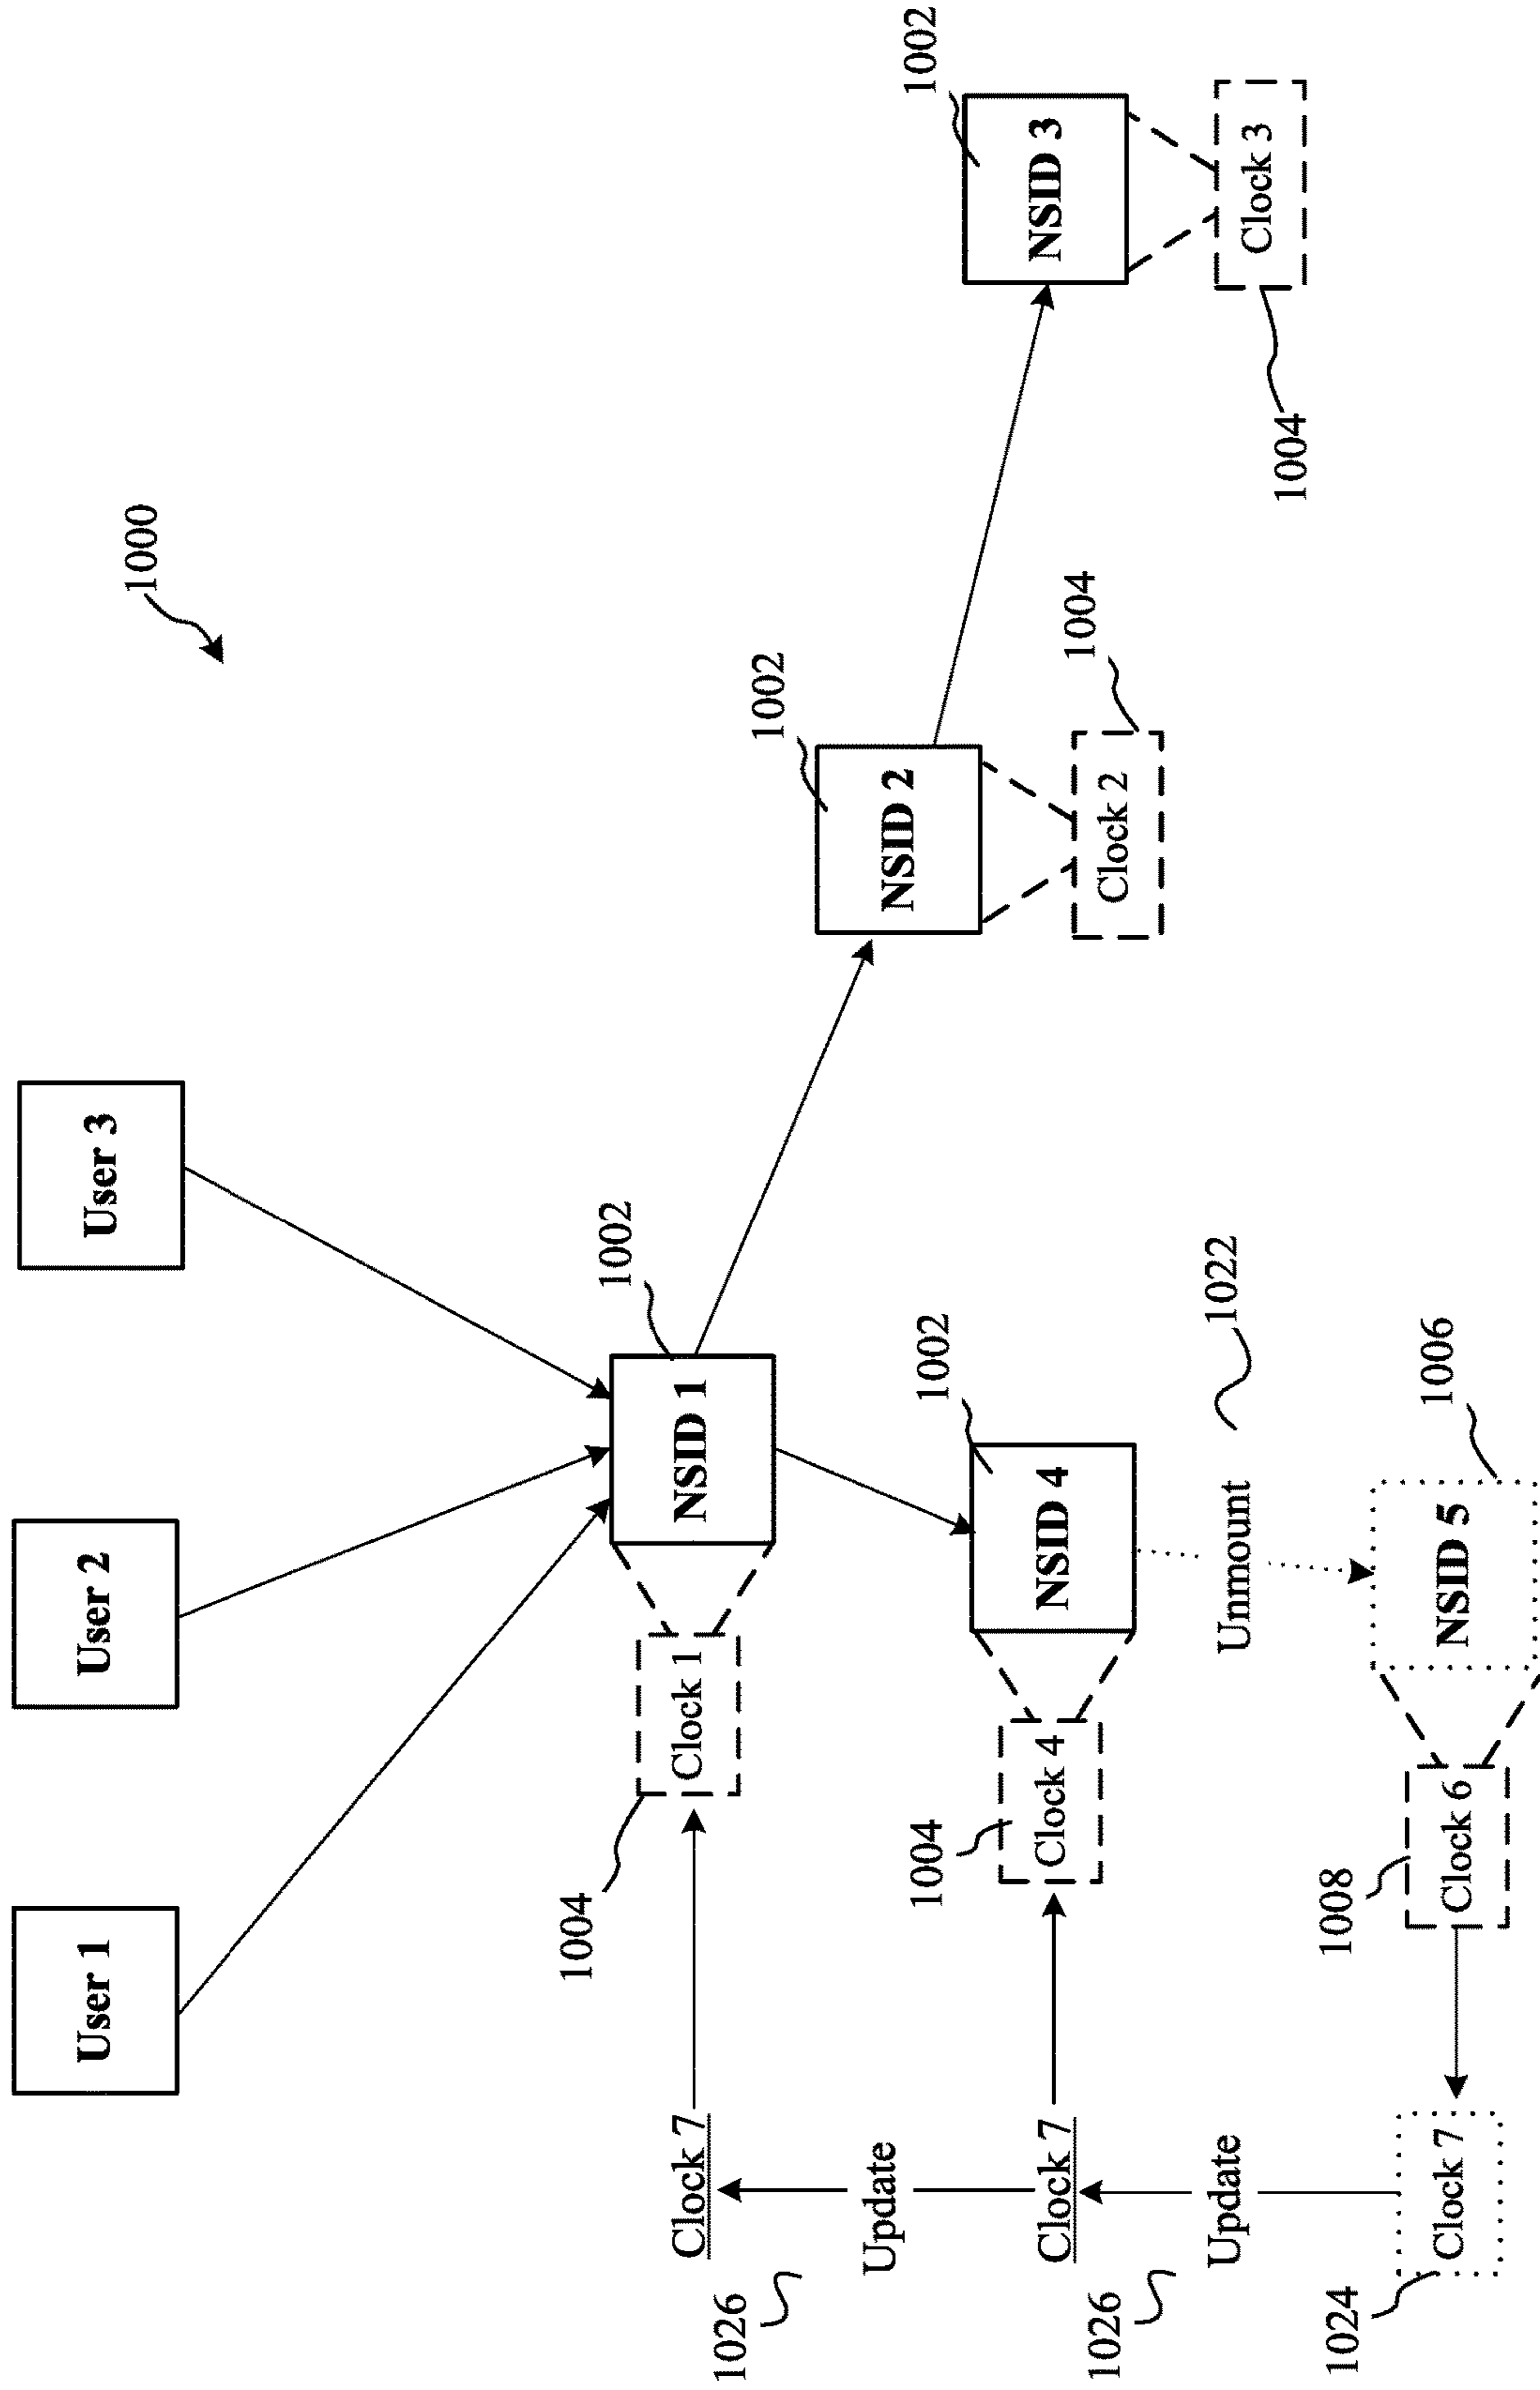 1000
User 1
User 2
User 3
1002
NSID 1
1004
Clock 1
Clock 7
1026
Update
1002
NSID 2
1004
Clock 2
1002
NSID 3
1004
Clock 3
1002
NSID 4
1004
Clock 4
Clock 7
1026
Update
Unmount
1022
1006
NSID 5
1008
Clock 6
Clock 7
1024